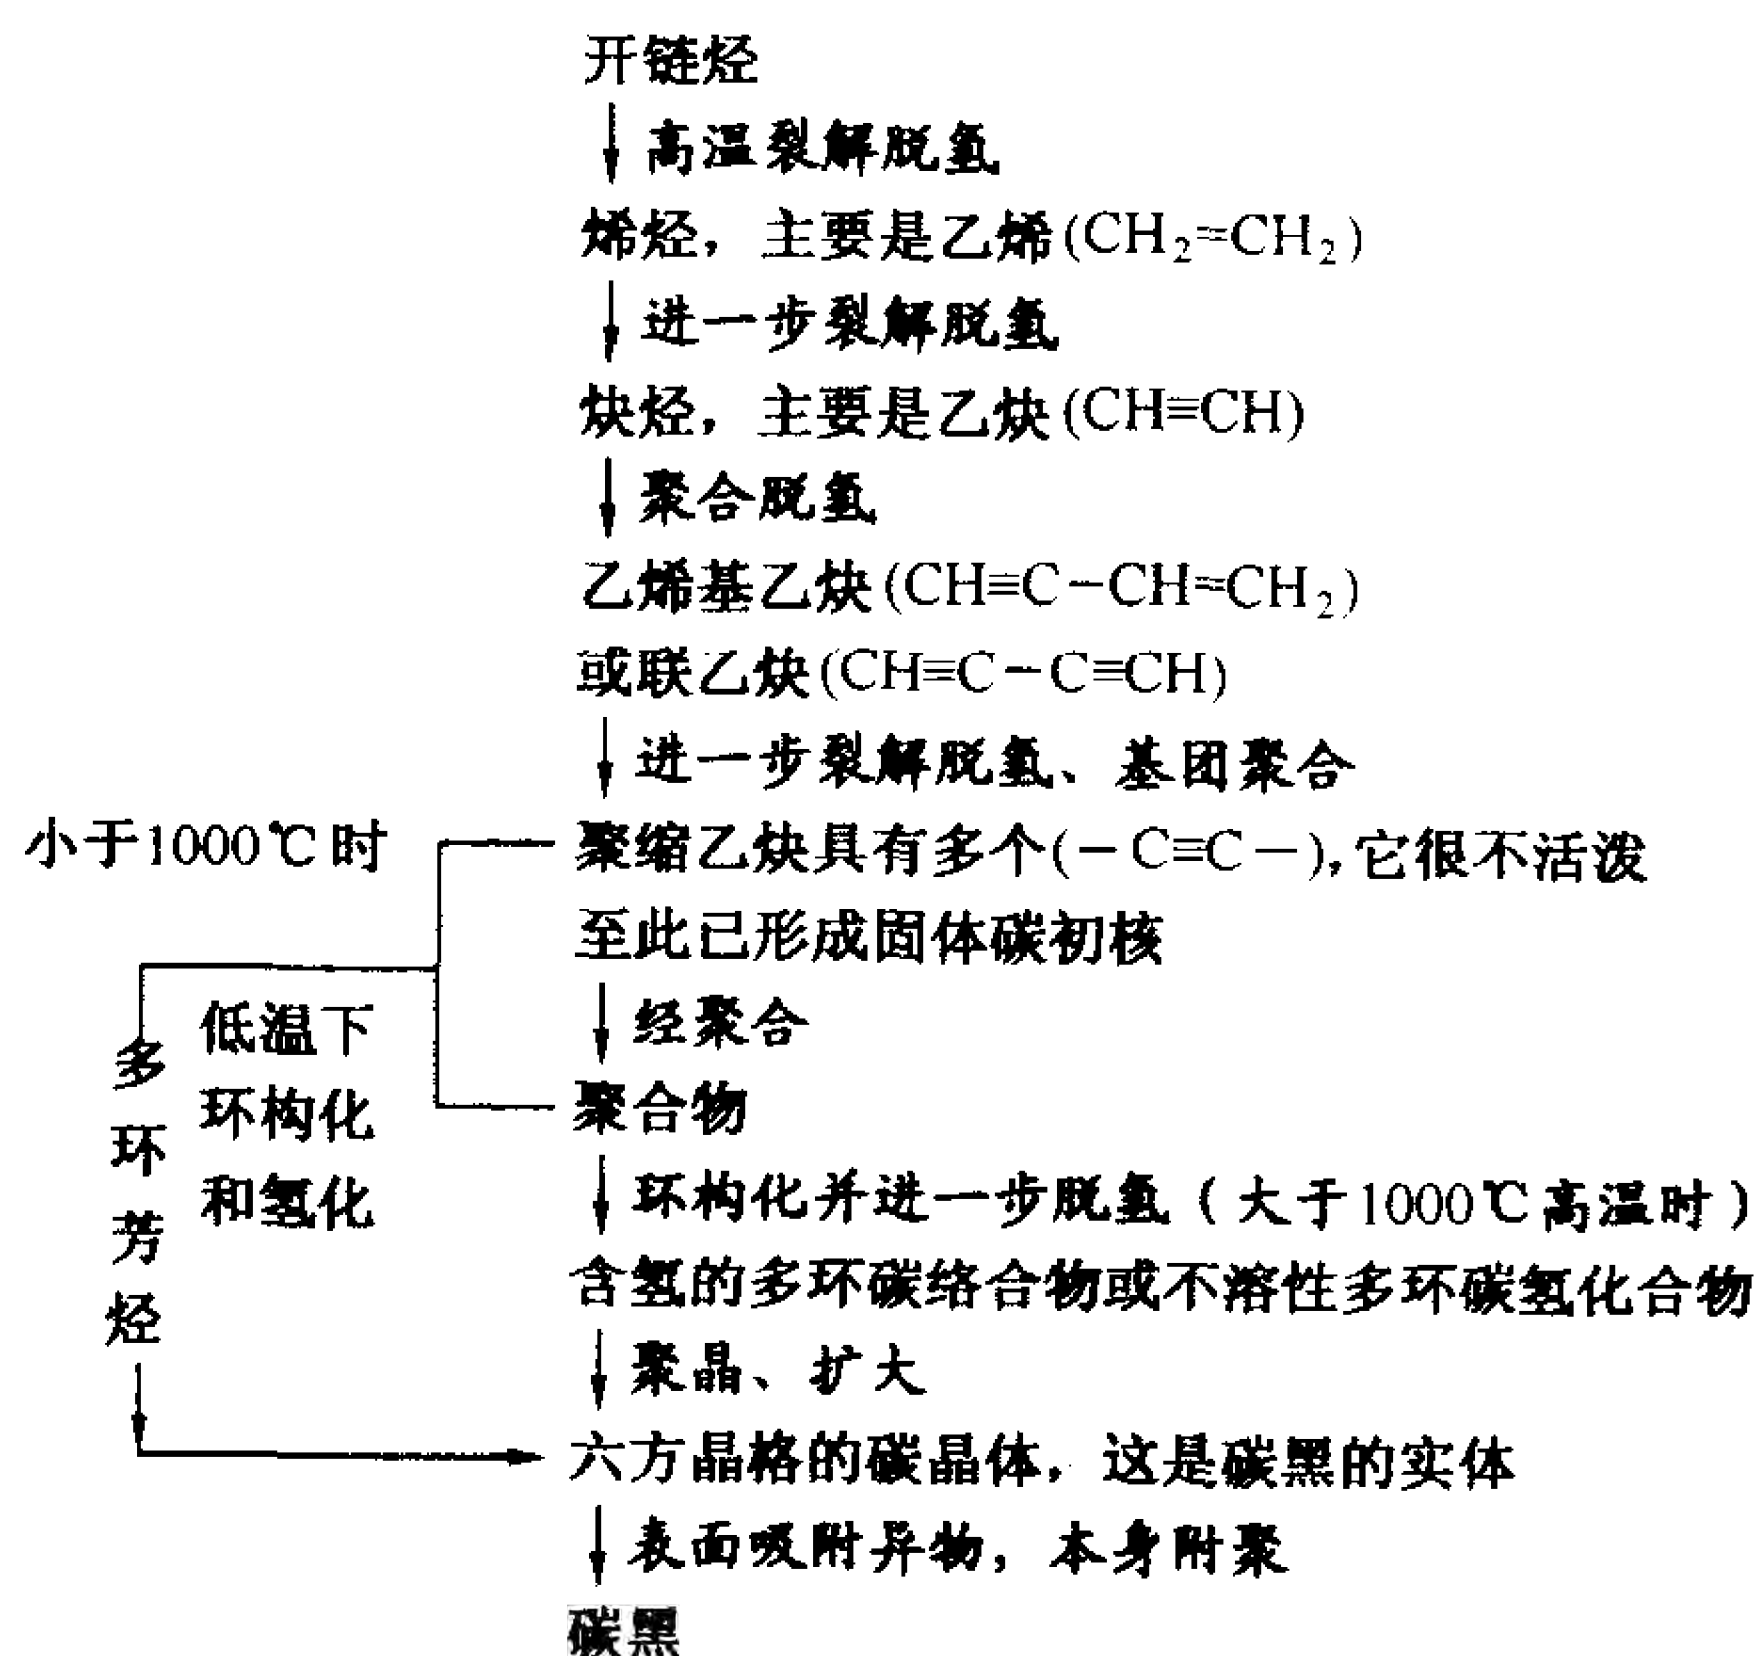 开链烃
高温裂解脱氢
烯烃，主要是乙烯(CH₂=CH₂)
进一步裂解脱氢
炔烃，主要是乙炔(CH≡CH)
聚合脱氢
乙烯基乙炔(CH≡C－CH=CH₂)
或联乙炔(CH≡C－C≡CH)
进一步裂解脱氢、基团聚合
小于1000℃时
聚缩乙炔具有多个(－C≡C－),它很不活泼
至此已形成固体碳初核
经聚合
低温下
环构化
和氢化
多环芳烃
聚合物
环构化并进一步脱氢（大于1000℃高温时）
含氢的多环碳络合物或不溶性多环碳氢化合物
聚晶、扩大
六方晶格的碳晶体，这是碳黑的实体
表面吸附异物，本身附聚
碳黑